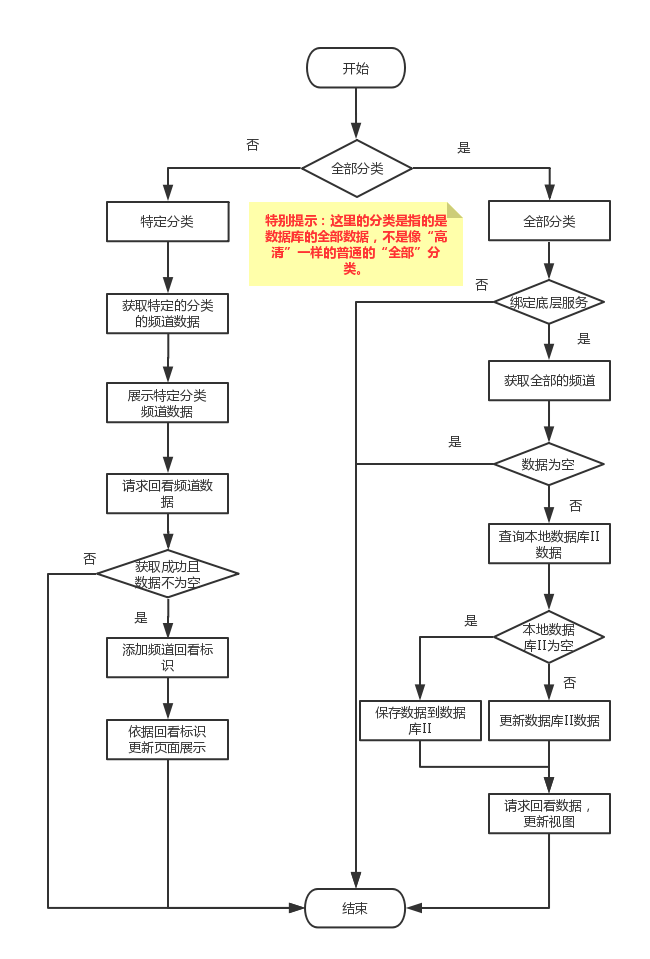 开始
否
是
全部分类
特定分类
特别提示：这里的分类是指的是
数据库的全部数据，不是像“高
清”一样的普通的“全部”分
类。
全部分类
否
绑定底层服务
获取特定的分类
的频道数据
是
获取全部的频道
展示特定分类
频道数据
是
数据为空
请求回看频道数
据
否
查询本地数据库II
数据
否
获取成功且
数据不为空
是
是
本地数据
库II为空
添加频道回看标
识
否
保存数据到数据
库II
更新数据库II数据
依据回看标识
更新页面展示
请求回看数据，
更新视图
结束